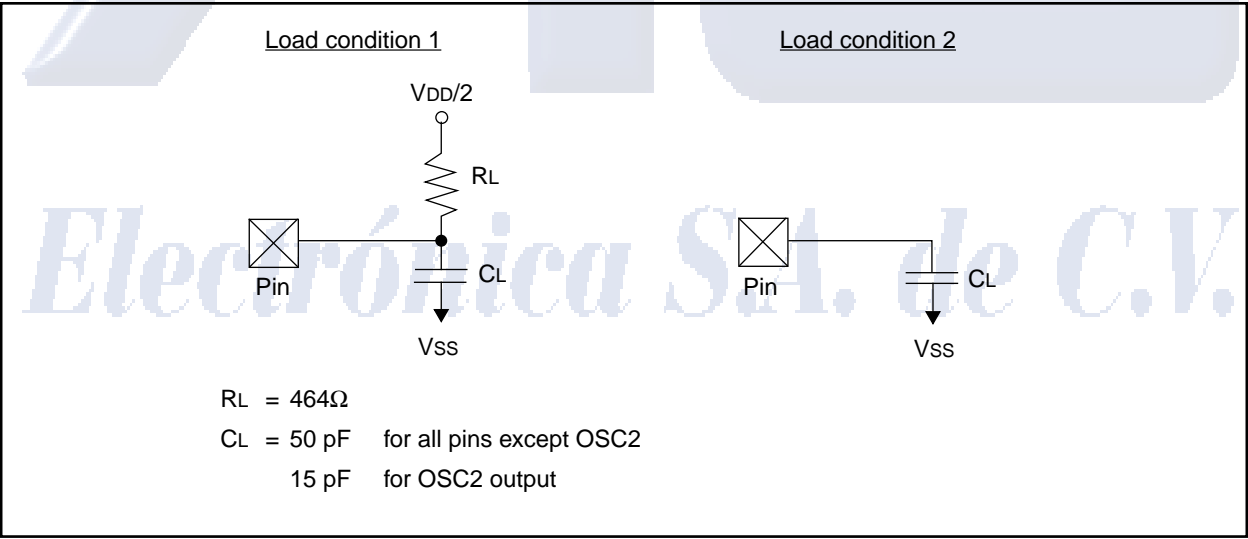 Load condition 1
Load condition 2
VDD/2
RL
Pin
CL
VSS
Pin
CL
VSS
RL = 464Ω
CL = 50 pF for all pins except OSC2
15 pF for OSC2 output
Electrónica S.A. de C.V.